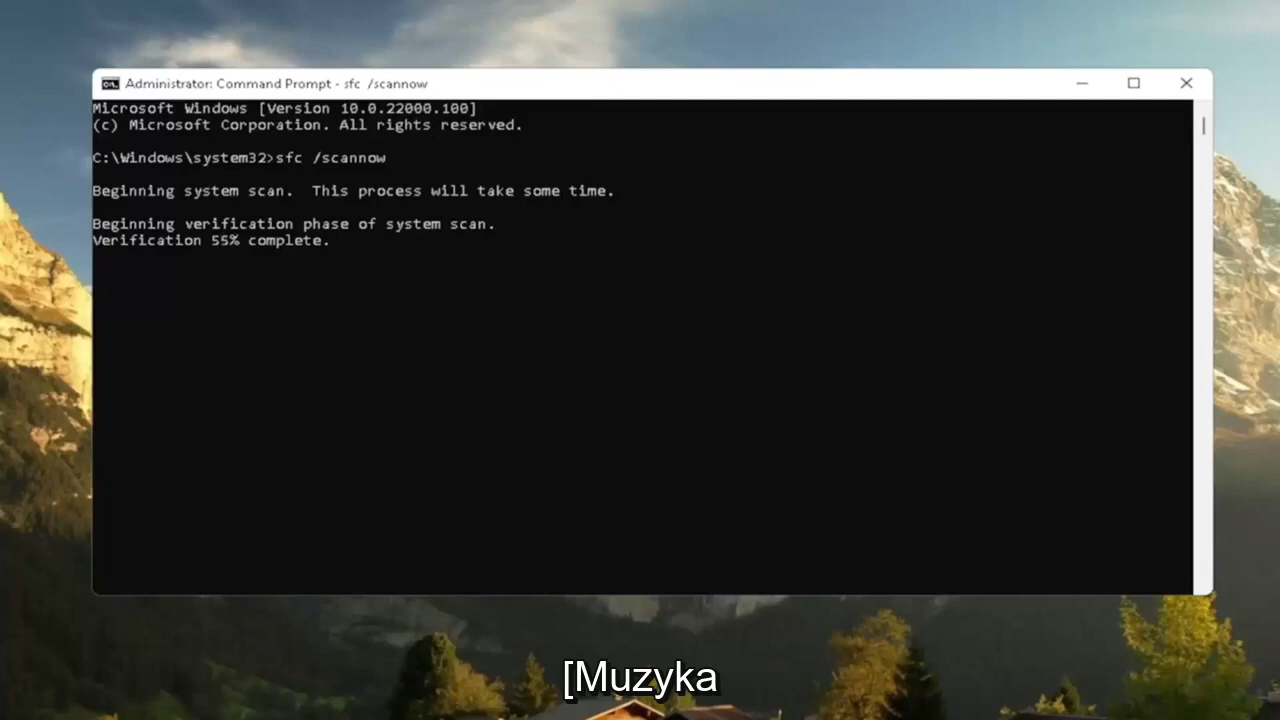 Administrator: Command Prompt - sfc /scannow
Microsoft Windows [Version 10.0.22000.100]
(c) Microsoft Corporation. All rights reserved.
C:\Windows\system32>sfc /scannow
Beginning system scan.  This process will take some time.
Beginning verification phase of system scan.
Verification 55% complete.
[Muzyka